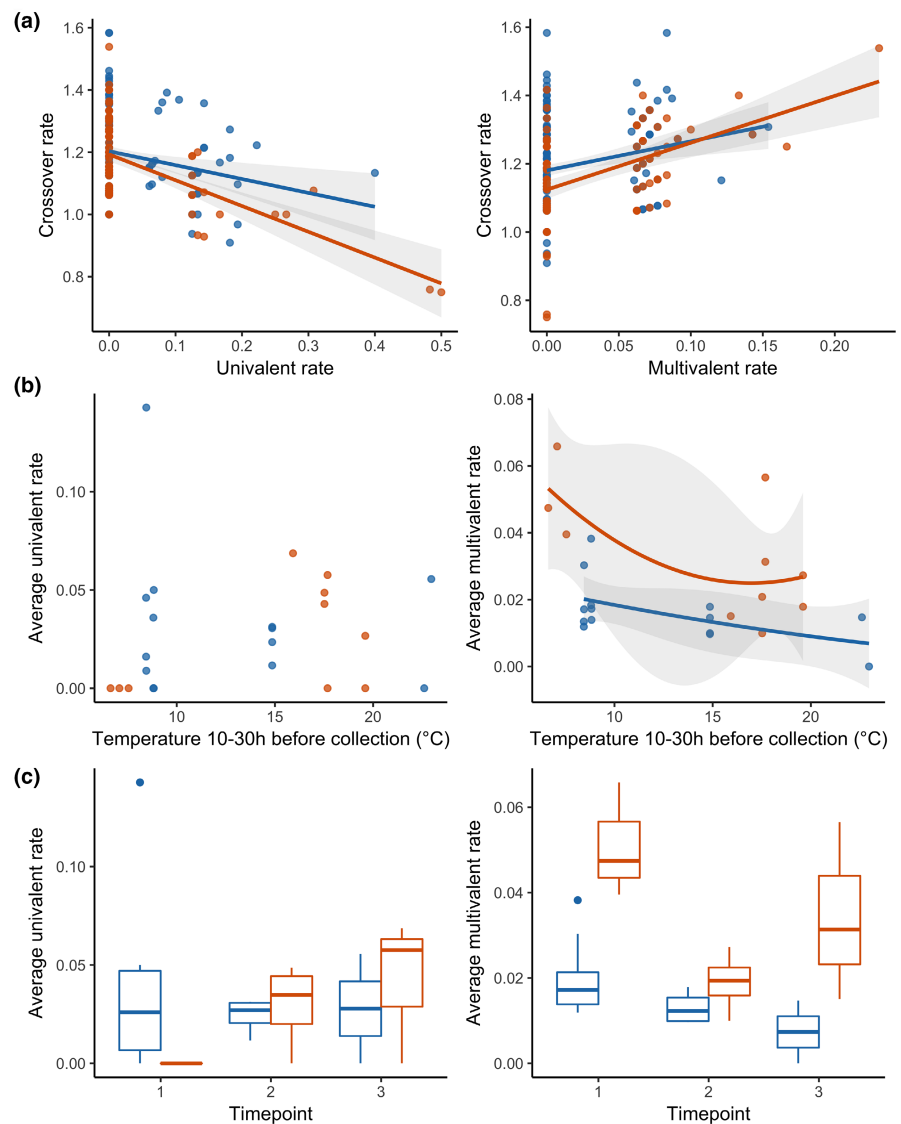 (a)
Crossover rate
1.6
1.4
1.2
1.0
0.8
0.0 0.1 0.2 0.3 0.4 0.5
Univalent rate
Crossover rate
1.6
1.4
1.2
1.0
0.8
0.00 0.05 0.10 0.15 0.20
Multivalent rate
(b)
Average univalent rate
0.10
0.05
0.00
10 15 20
Temperature 10-30h before collection (°C)
Average multivalent rate
0.08
0.06
0.04
0.02
0.00
10 15 20
Temperature 10-30h before collection (°C)
(c)
Average univalent rate
0.10
0.05
0.00
1 2 3
Timepoint
Average multivalent rate
0.06
0.04
0.02
0.00
1 2 3
Timepoint